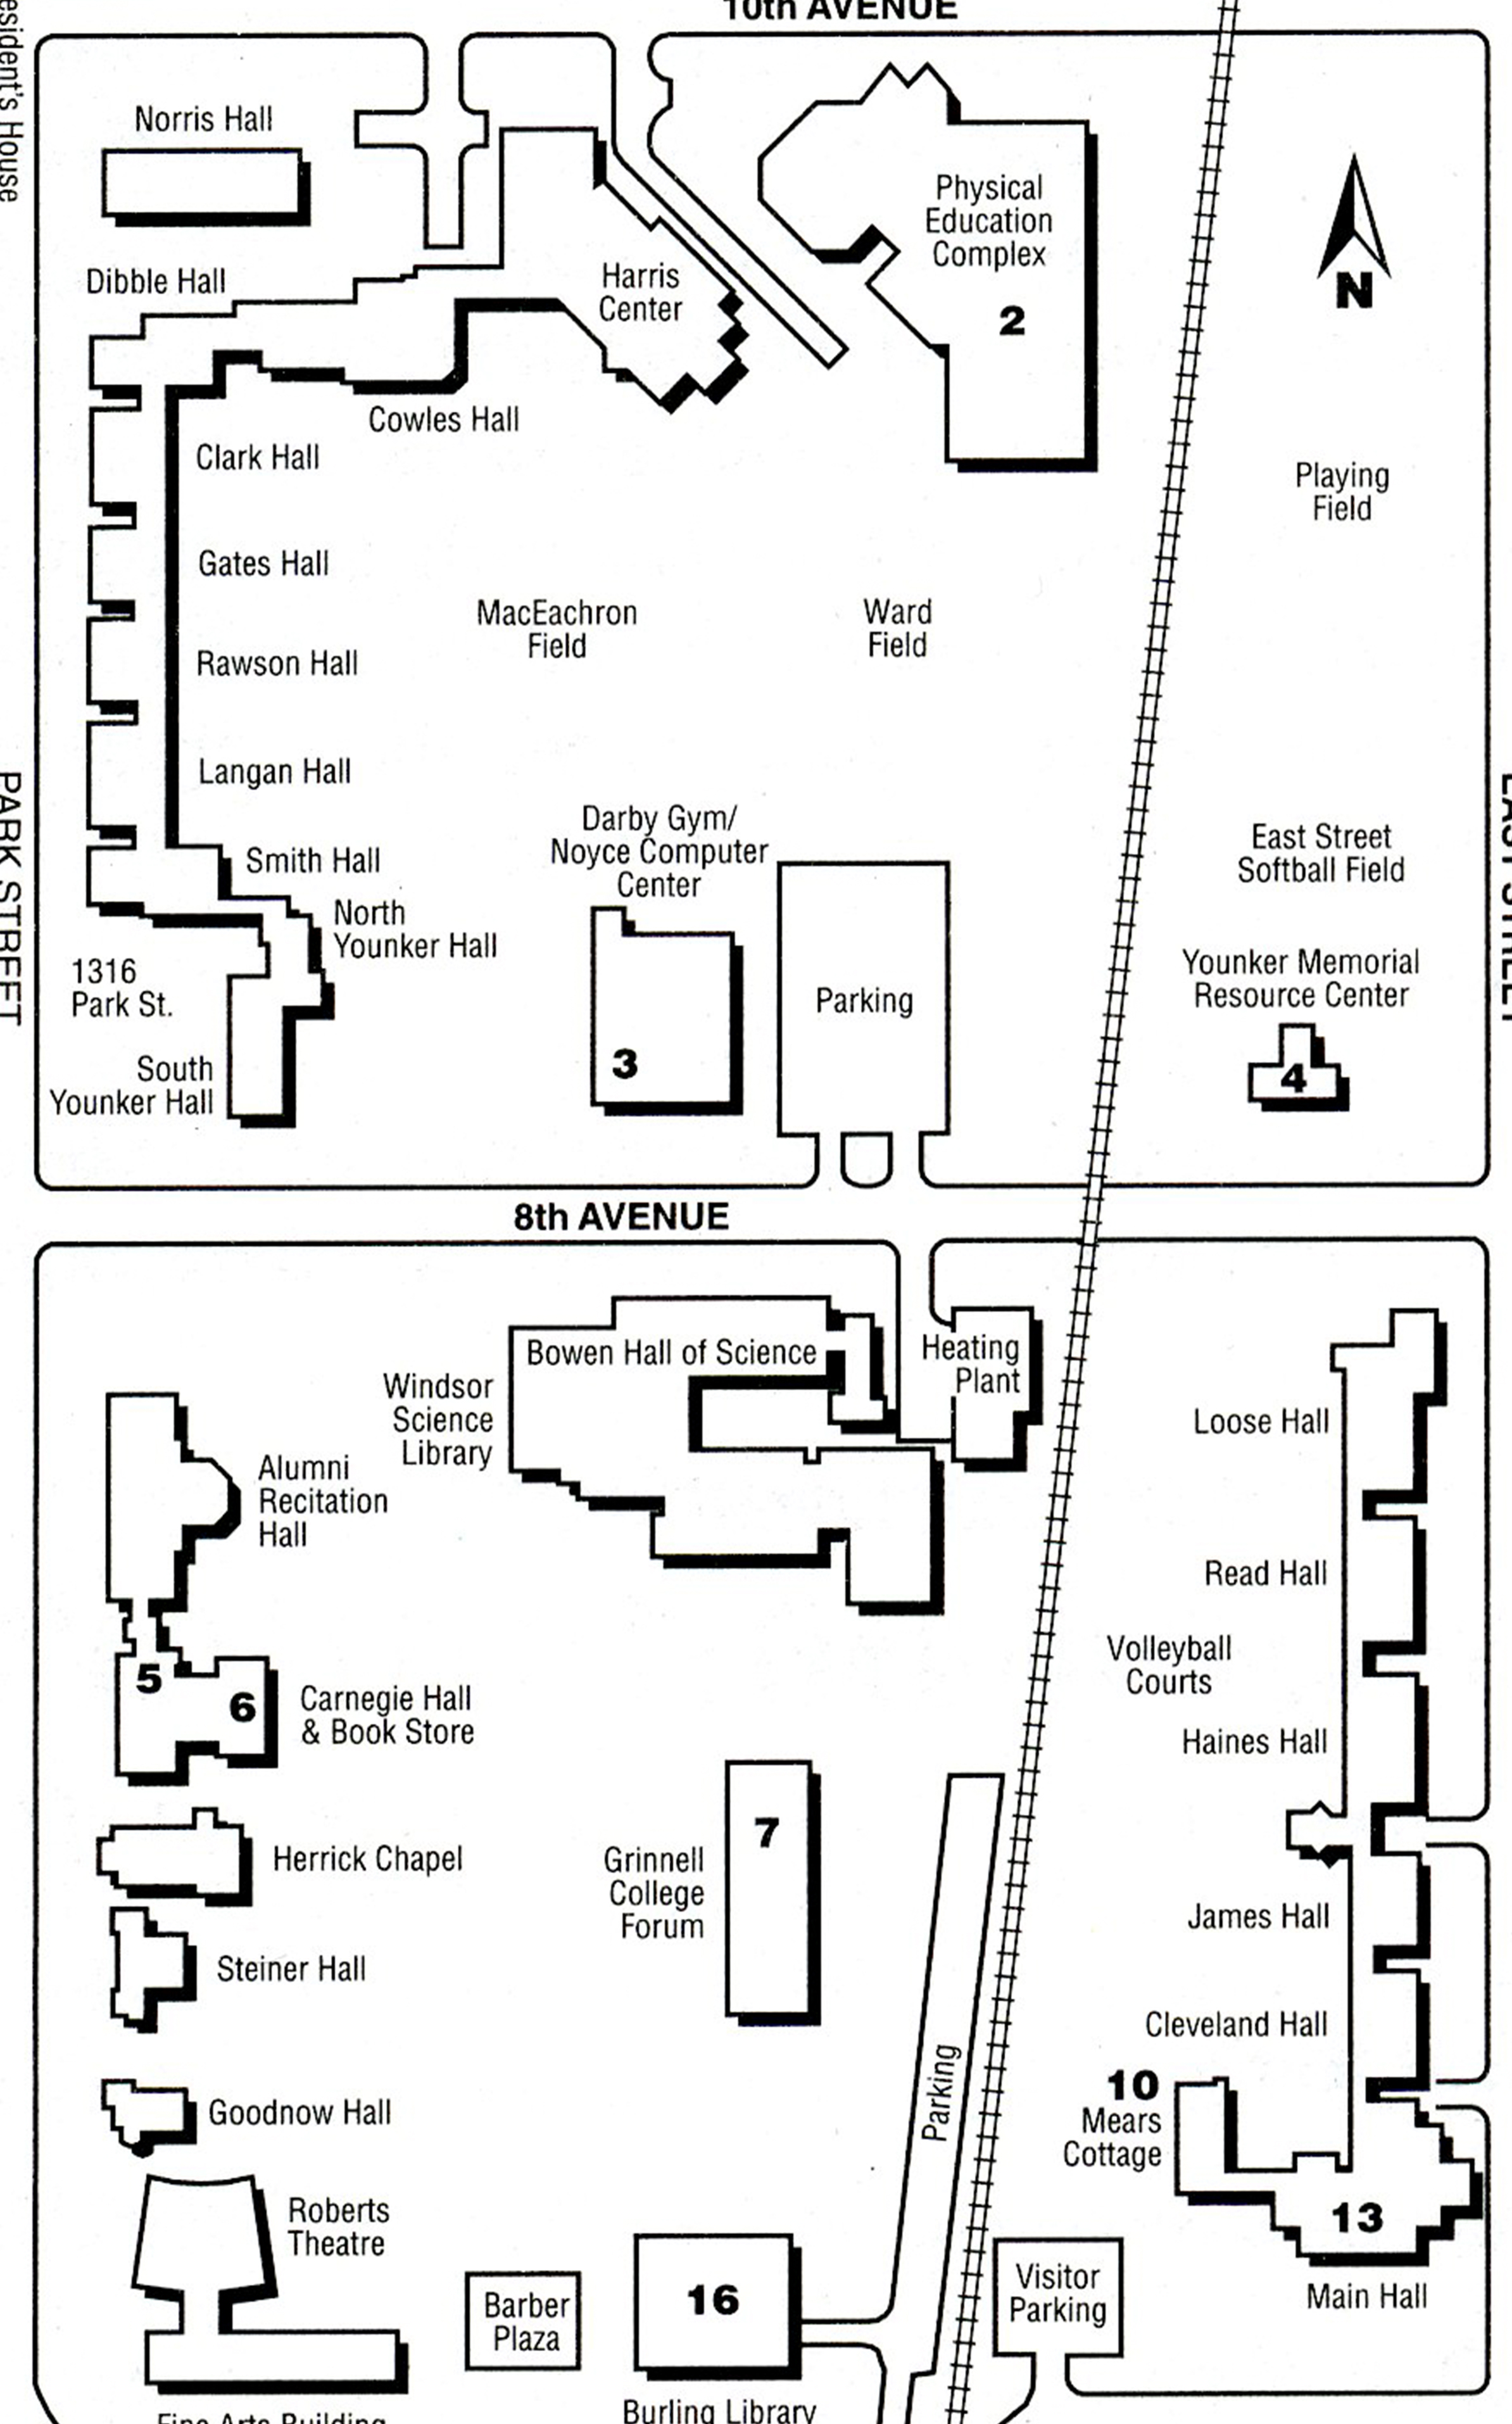 10th AVENUE
esident's House
Norris Hall
Physical
Education
Complex
2
N
Dibble Hall
Harris
Center
Cowles Hall
Clark Hall
Playing
Field
Gates Hall
MacEachron
Field
Ward
Field
Rawson Hall
Langan Hall
PARK STREET
EAST STREET
Darby Gym/
Noyce Computer
Center
East Street
Softball Field
Smith Hall
North
Younker Hall
1316
Park St.
Younker Memorial
Resource Center
Parking
3
4
South
Younker Hall
8th AVENUE
Bowen Hall of Science
Heating
Plant
Windsor
Science
Library
Loose Hall
Alumni
Recitation
Hall
Read Hall
Volleyball
Courts
5
6
Carnegie Hall
& Book Store
Haines Hall
7
Herrick Chapel
Grinnell
College
Forum
James Hall
Steiner Hall
Cleveland Hall
Parking
10
Mears
Cottage
Goodnow Hall
Roberts
Theatre
13
Main Hall
Barber
Plaza
16
Visitor
Parking
Burling Library
Fine Arts Building